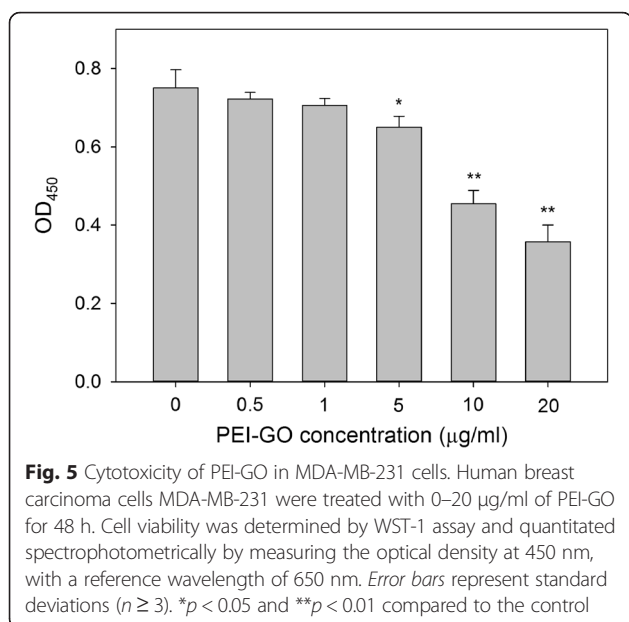 0.8
0.6
0.4
0.2
0.0
OD450
*
**
**
0 0.5 1 5 10 20
PEI-GO concentration (µg/ml)
Fig. 5 Cytotoxicity of PEI-GO in MDA-MB-231 cells. Human breast
carcinoma cells MDA-MB-231 were treated with 0–20 µg/ml of PEI-GO
for 48 h. Cell viability was determined by WST-1 assay and quantitated
spectrophotometrically by measuring the optical density at 450 nm,
with a reference wavelength of 650 nm. Error bars represent standard
deviations (n ≥ 3). *p < 0.05 and **p < 0.01 compared to the control